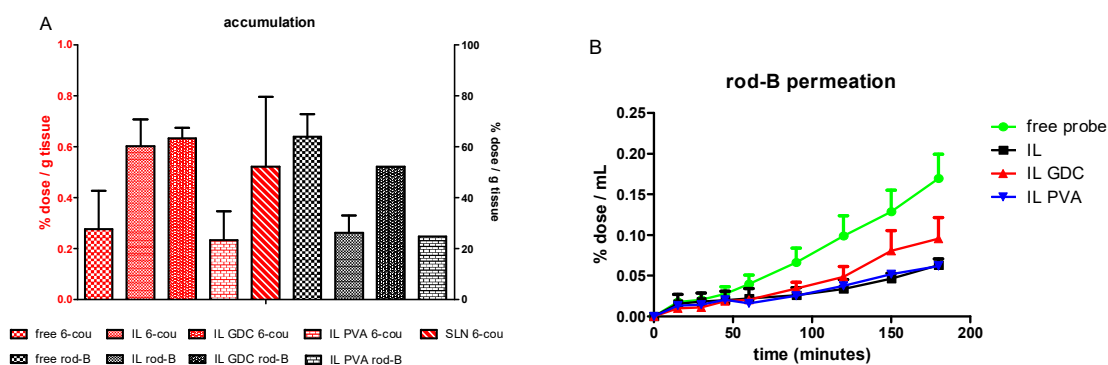 A
accumulation
1.0
0.8
0.6
0.4
0.2
0.0
% dose / g tissue
100
80
60
40
20
0
% dose / g tissue
free 6-cou
IL 6-cou
IL GDC 6-cou
IL PVA 6-cou
SLN 6-cou
free rod-B
IL rod-B
IL GDC rod-B
IL PVA rod-B
B
rod-B permeation
0.25
0.20
0.15
0.10
0.05
0.00
% dose / mL
0
50
100
150
200
time (minutes)
free probe
IL
IL GDC
IL PVA